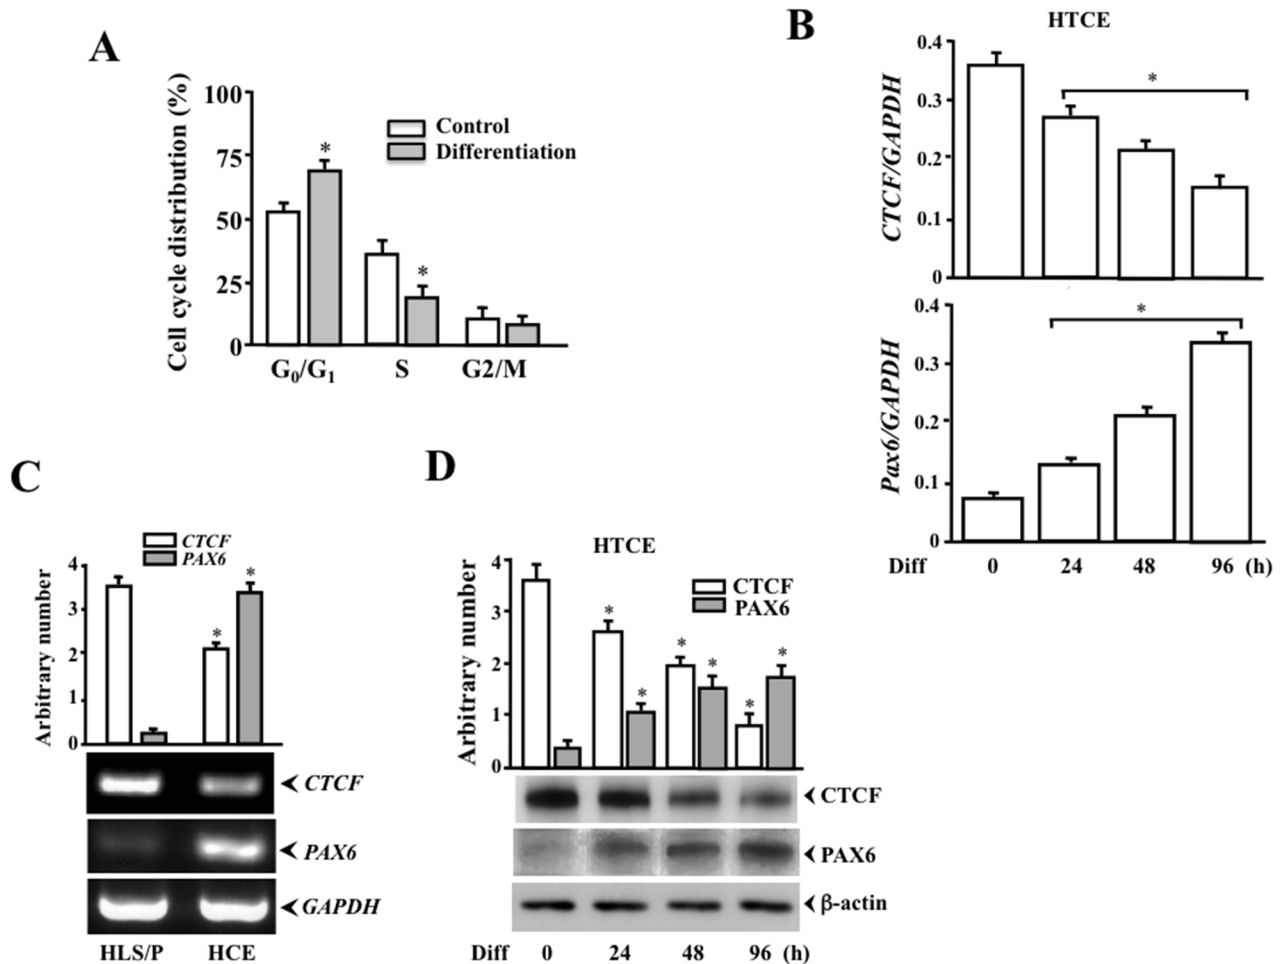 A
Cell cycle distribution (%)
100
75
50
25
0
Control
Differentiation
*
*
G₀/G₁ S G2/M
B
HTCE
CTCF/GAPDH
0.4
0.3
0.2
0.1
0
*
Pax6/GAPDH
0.4
0.3
0.2
0.1
0
*
Diff 0 24 48 96 (h)
C
CTCF
PAX6
Arbitrary number
4
3
2
1
0
*
*
CTCF
PAX6
GAPDH
HLS/P HCE
D
HTCE
CTCF
PAX6
Arbitrary number
4
3
2
1
0
*
*
*
*
*
*
CTCF
PAX6
β-actin
Diff 0 24 48 96 (h)